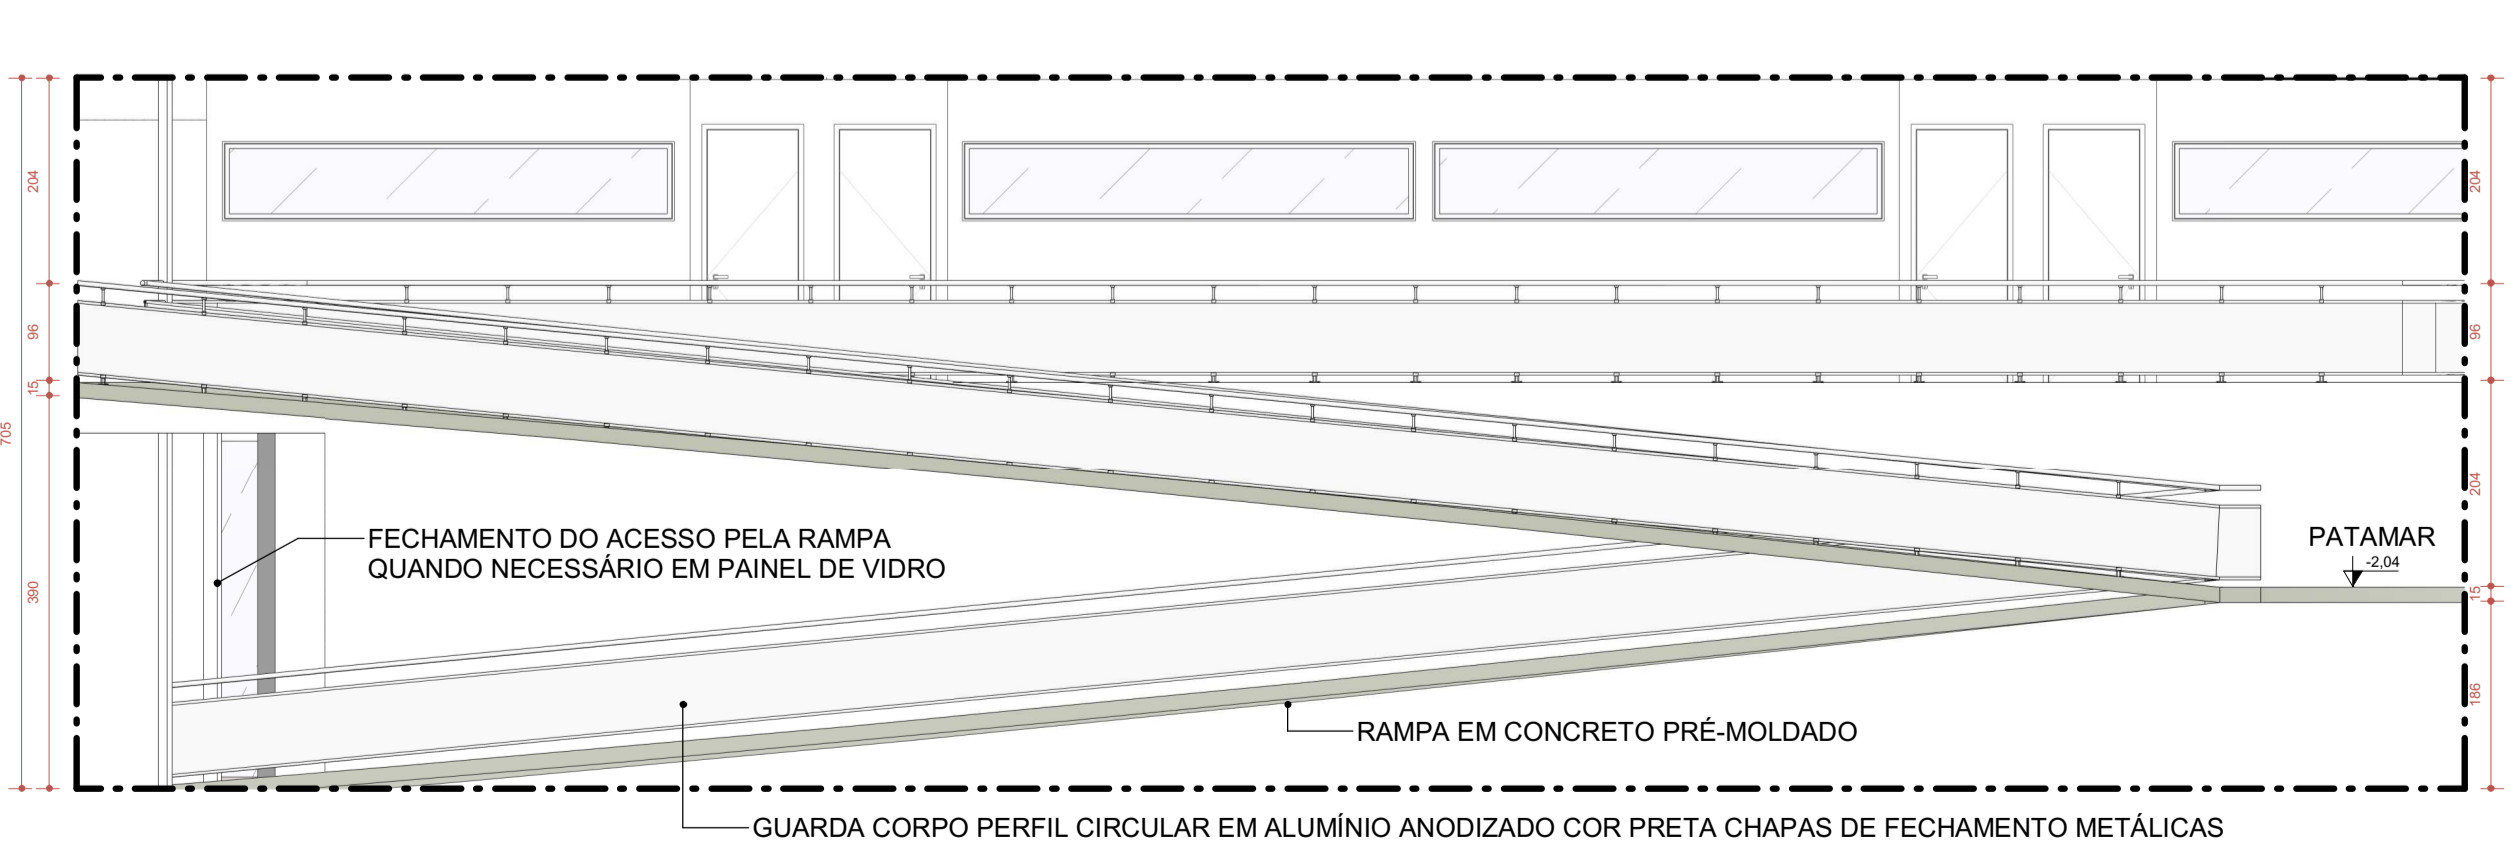 204
96
15
705
390
204
96
204
15
186
FECHAMENTO DO ACESSO PELA RAMPA
QUANDO NECESSÁRIO EM PAINEL DE VIDRO
PATAMAR
-2,04
RAMPA EM CONCRETO PRÉ-MOLDADO
GUARDA CORPO PERFIL CIRCULAR EM ALUMÍNIO ANODIZADO COR PRETA CHAPAS DE FECHAMENTO METÁLICAS